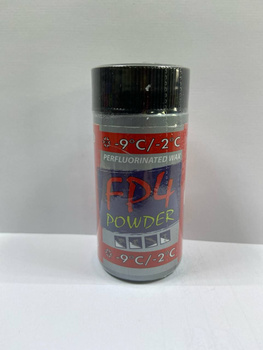 * -9°C/-2°C
PERFLUORINATED WAX
FP4
POWDER
* -9°C/-2°C